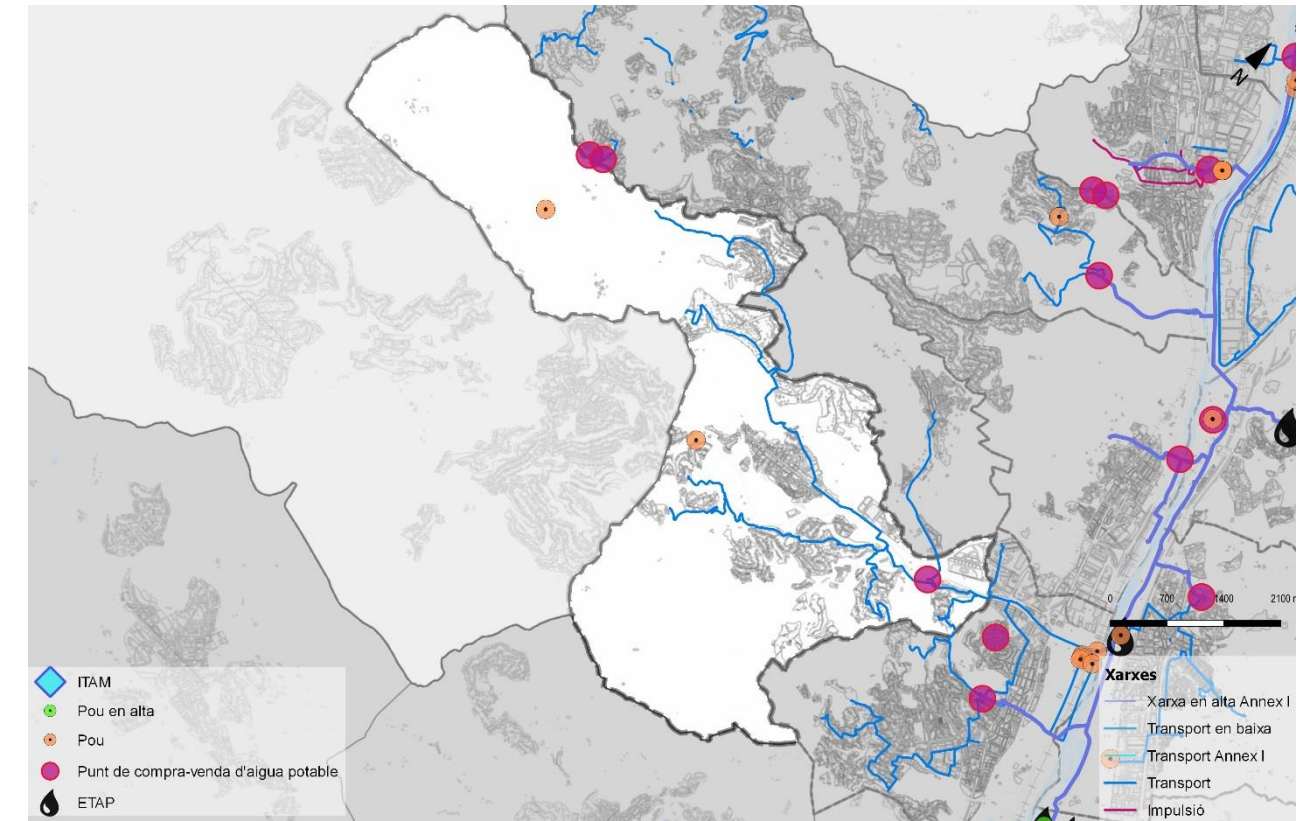 N
0 700 1400 2100 m
ITAM
Pou en alta
Pou
Punt de compra-venda d'aigua potable
ETAP
Xarxes
Xarxa en alta Annex I
Transport en baixa
Transport Annex I
Transport
Impulsió